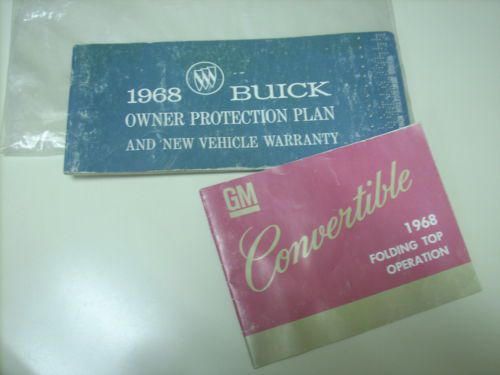 1968 BUICK
OWNER PROTECTION PLAN
AND NEW VEHICLE WARRANTY
GM
Convertible
1968
FOLDING TOP
OPERATION